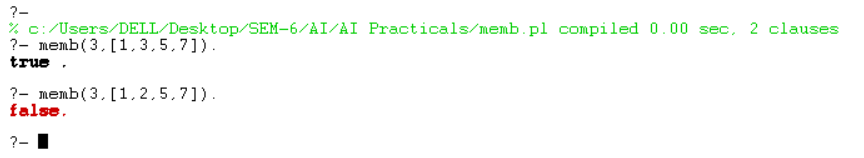 ?-
% c:/Users/DELL/Desktop/SEM-6/AI/AI Practicals/memb.pl compiled 0.00 sec, 2 clauses
?- memb(3,[1,3,5,7]).
true .
?- memb(3,[1,2,5,7]).
false.
?-